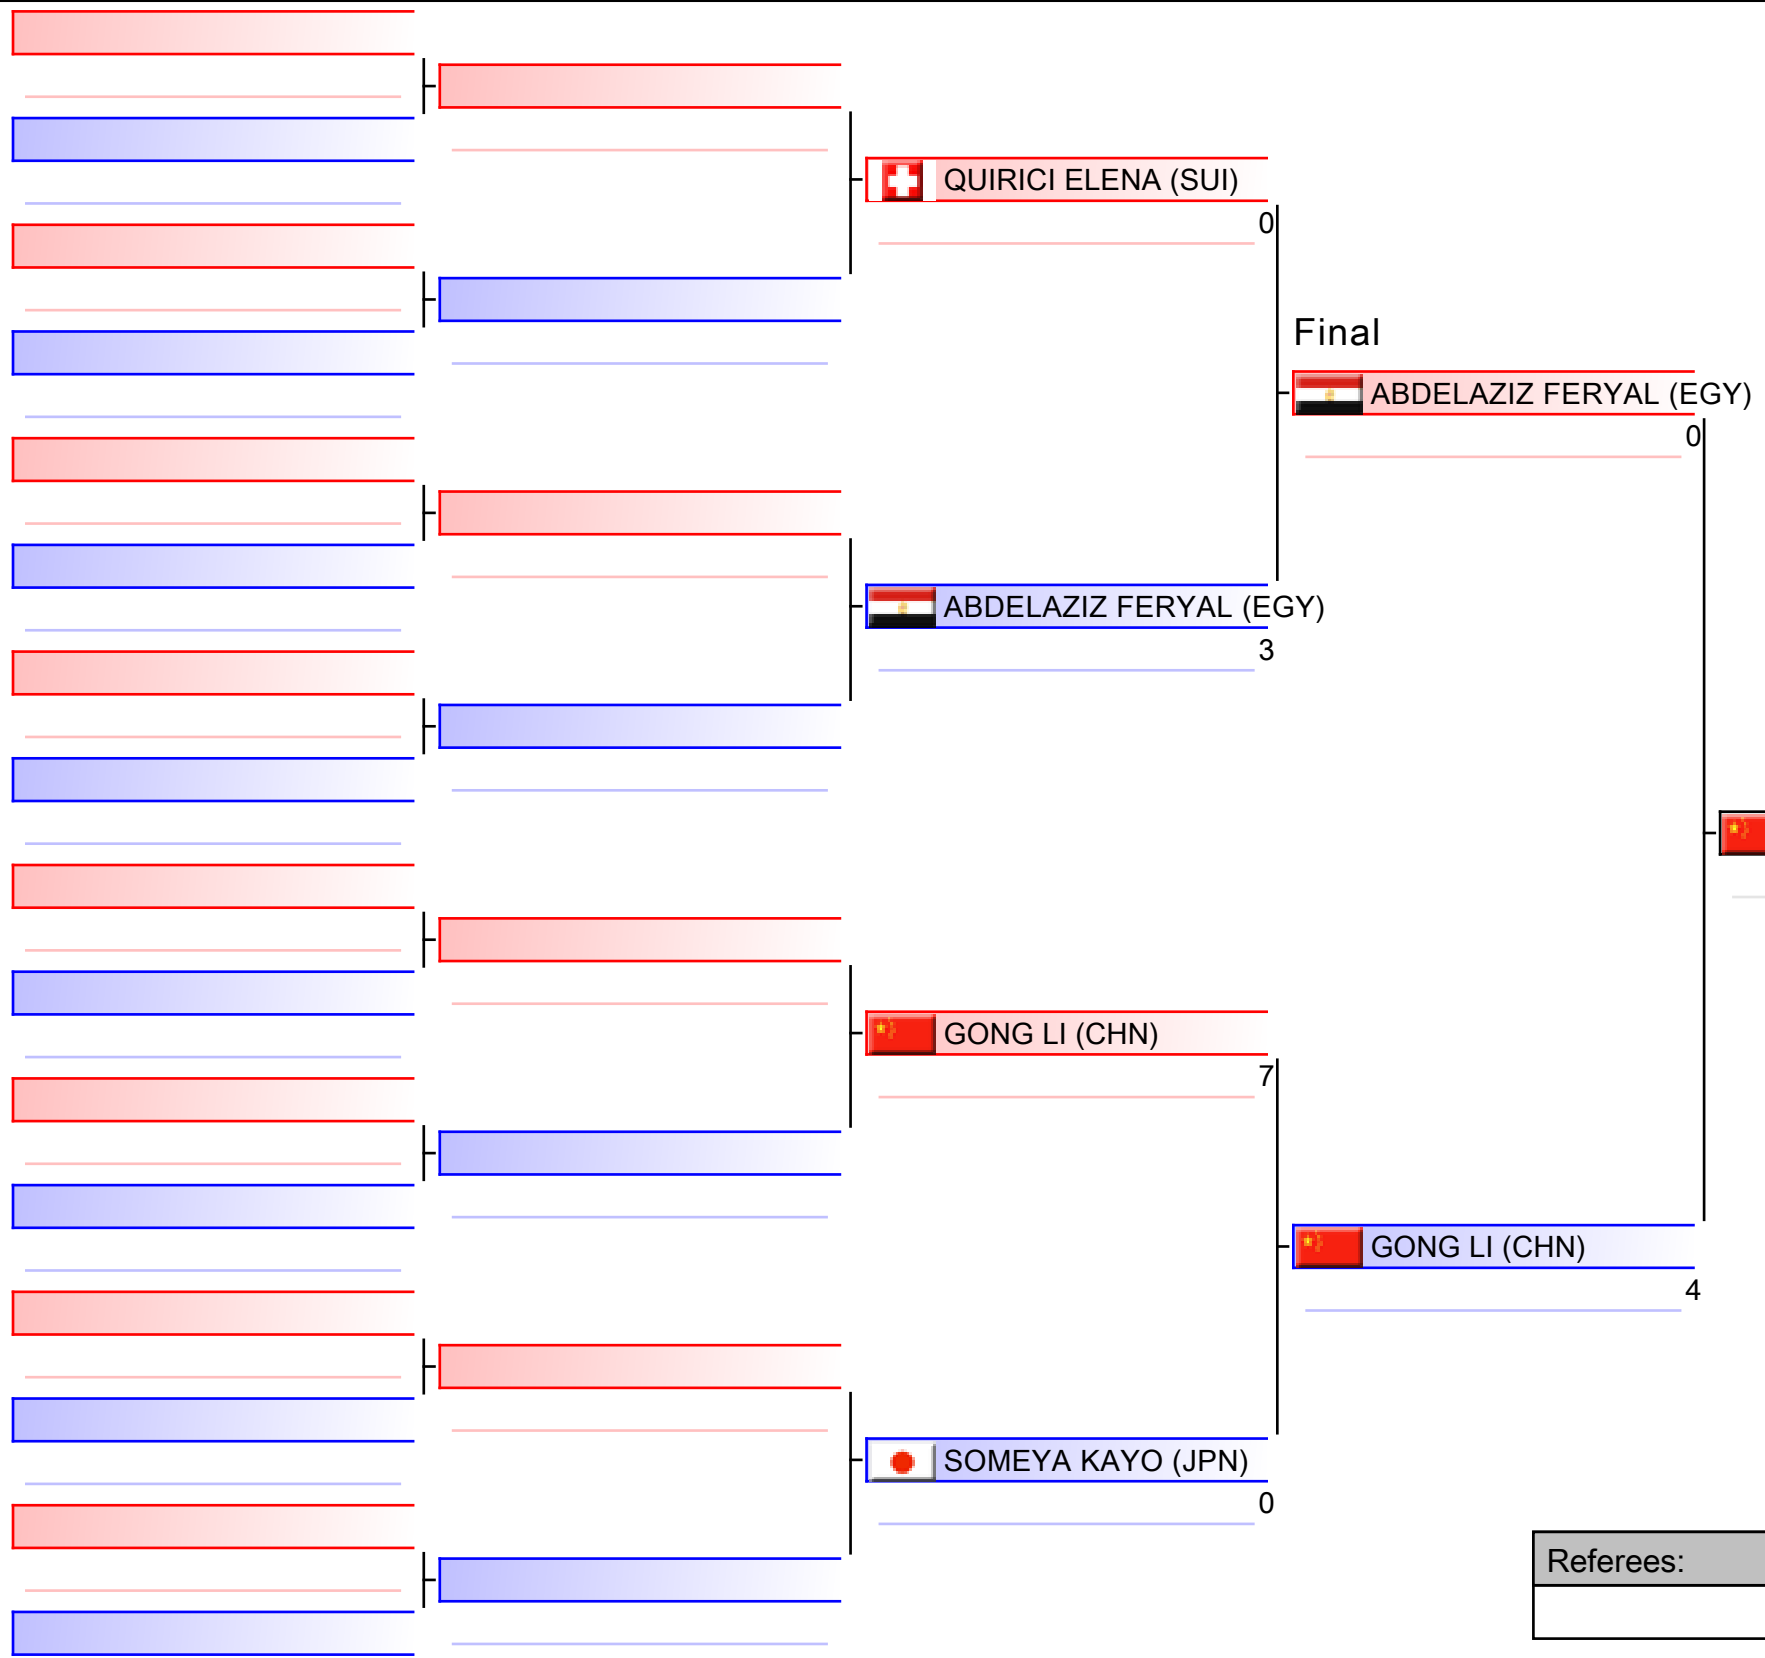 QUIRICI ELENA (SUI)
0
Final
ABDELAZIZ FERYAL (EGY)
0
ABDELAZIZ FERYAL (EGY)
3
GONG LI (CHN)
7
GONG LI (CHN)
4
SOMEYA KAYO (JPN)
0
Referees: